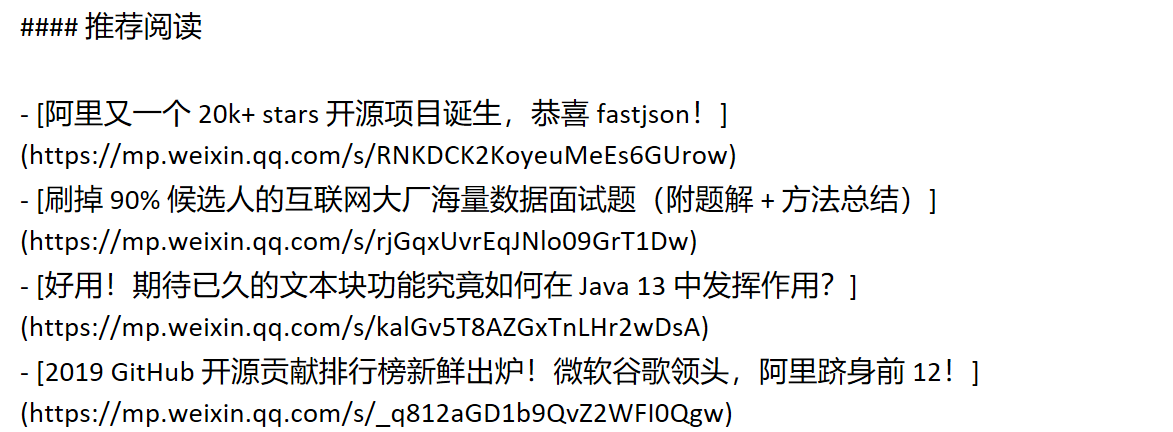 #### 推荐阅读
- [阿里又一个 20k+ stars 开源项目诞生，恭喜 fastjson！]
(https://mp.weixin.qq.com/s/RNKDCK2KoyeuMeEs6GUrow)
- [刷掉 90% 候选人的互联网大厂海量数据面试题（附题解 + 方法总结）]
(https://mp.weixin.qq.com/s/rjGqxUvrEqJNlo09GrT1Dw)
- [好用！期待已久的文本块功能究竟如何在 Java 13 中发挥作用？]
(https://mp.weixin.qq.com/s/kalGv5T8AZGxTnLHr2wDsA)
- [2019 GitHub 开源贡献排行榜新鲜出炉！微软谷歌领头，阿里跻身前 12！]
(https://mp.weixin.qq.com/s/_q812aGD1b9QvZ2WFI0Qgw)